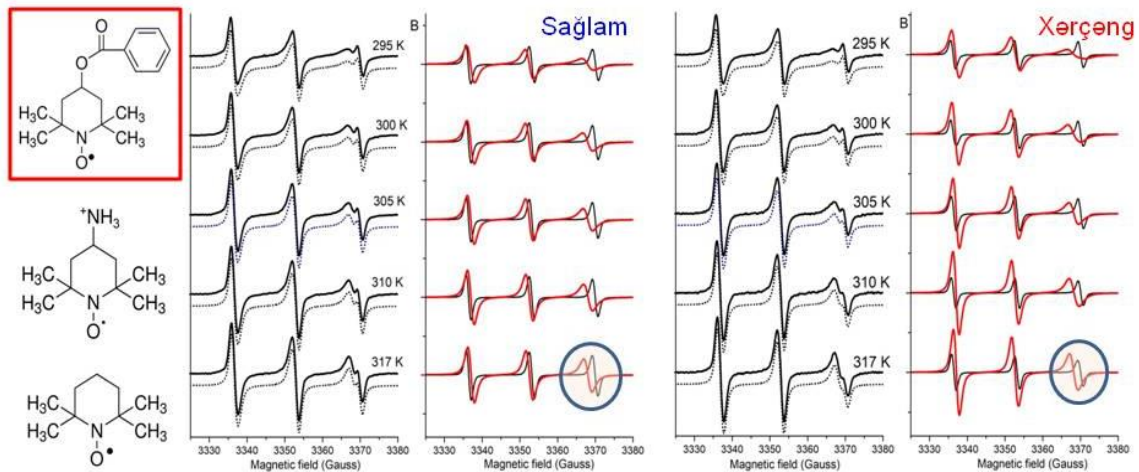 Sağlam
Xərçəng
B
B
295 K
300 K
305 K
310 K
317 K
295 K
300 K
305 K
310 K
317 K
O
O
H3C
CH3
H3C
N
CH3
O•
+NH3
H3C
CH3
H3C
N
CH3
O•
H3C
CH3
H3C
N
CH3
O•
3330 3340 3350 3360 3370 3380
Magnetic field (Gauss)
3330 3340 3350 3360 3370 3380
Magnetic field (Gauss)
3330 3340 3350 3360 3370 3380
Magnetic field (Gauss)
3330 3340 3350 3360 3370 3380
Magnetic field (Gauss)